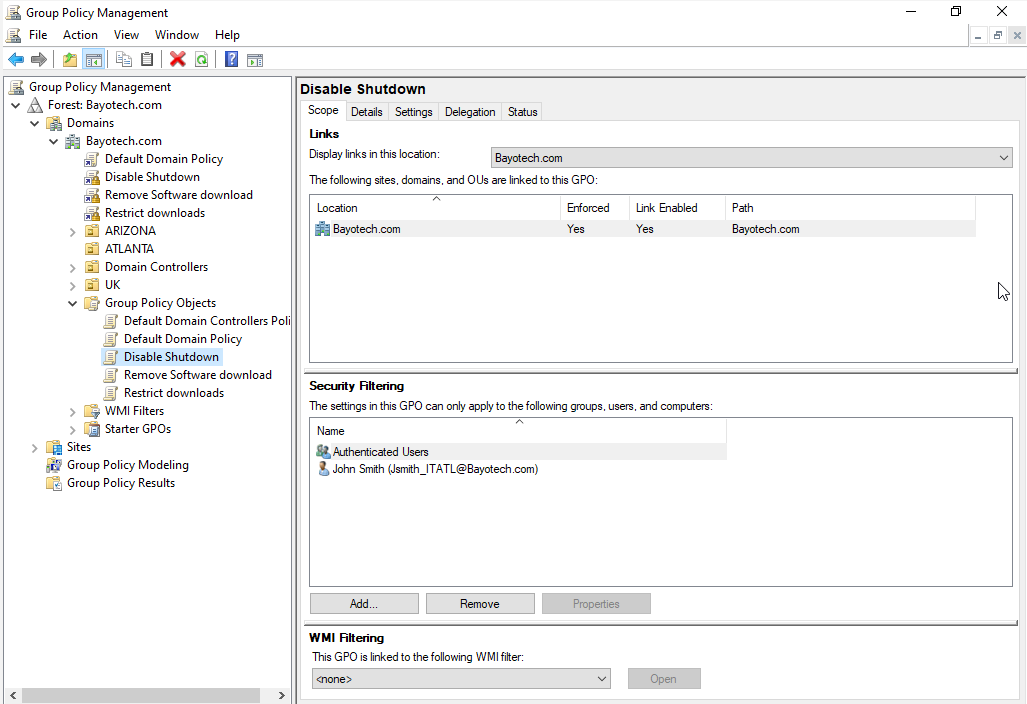 Group Policy Management
File Action View Window Help
Group Policy Management
Forest: Bayotech.com
Domains
Bayotech.com
Default Domain Policy
Disable Shutdown
Remove Software download
Restrict downloads
ARIZONA
ATLANTA
Domain Controllers
UK
Group Policy Objects
Default Domain Controllers Poli
Default Domain Policy
Disable Shutdown
Remove Software download
Restrict downloads
WMI Filters
Starter GPOs
Sites
Group Policy Modeling
Group Policy Results
Disable Shutdown
Scope Details Settings Delegation Status
Links
Display links in this location: Bayotech.com
The following sites, domains, and OUs are linked to this GPO:
Location Enforced Link Enabled Path
Bayotech.com Yes Yes Bayotech.com
Security Filtering
The settings in this GPO can only apply to the following groups, users, and computers:
Name
Authenticated Users
John Smith (Jsmith_ITATL@Bayotech.com)
Add... Remove Properties
WMI Filtering
This GPO is linked to the following WMI filter:
<none> Open